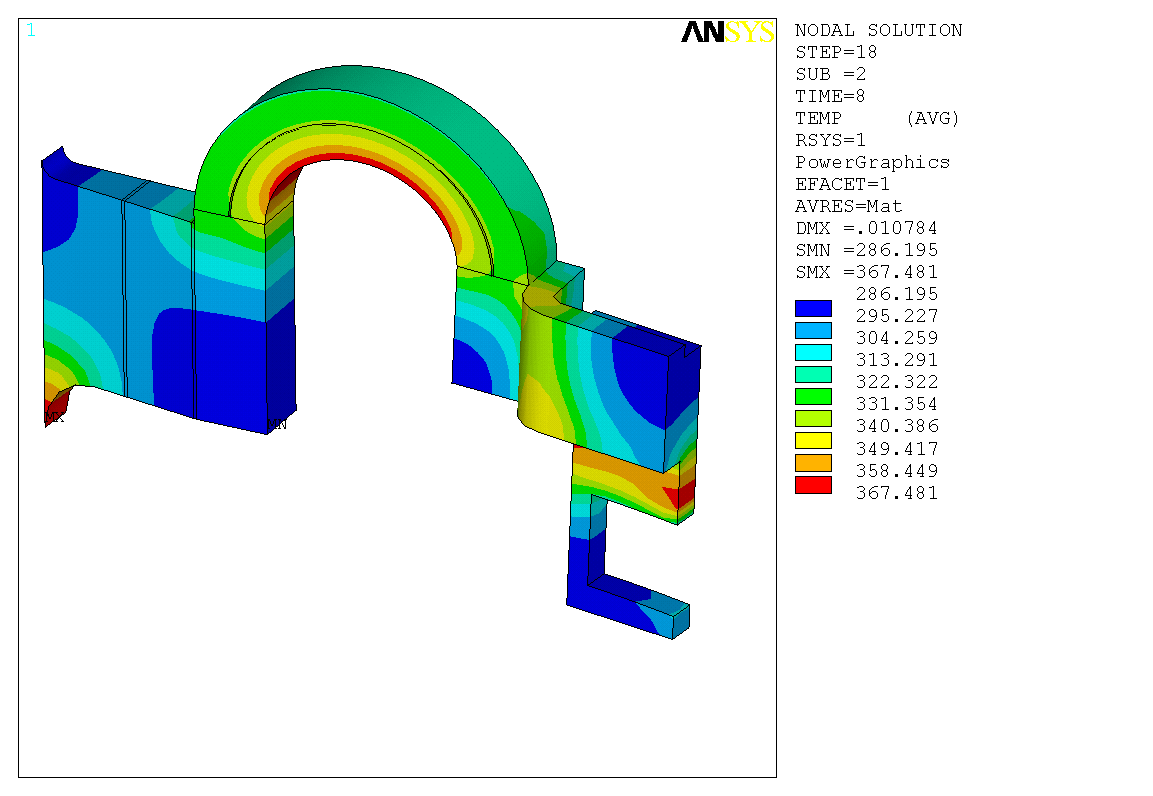 1
ANSYS
NODAL SOLUTION
STEP=18
SUB =2
TIME=8
TEMP (AVG)
RSYS=1
PowerGraphics
EFACET=1
AVRES=Mat
DMX =.010784
SMN =286.195
SMX =367.481
286.195
295.227
304.259
313.291
322.322
331.354
340.386
349.417
358.449
367.481
MX
MN